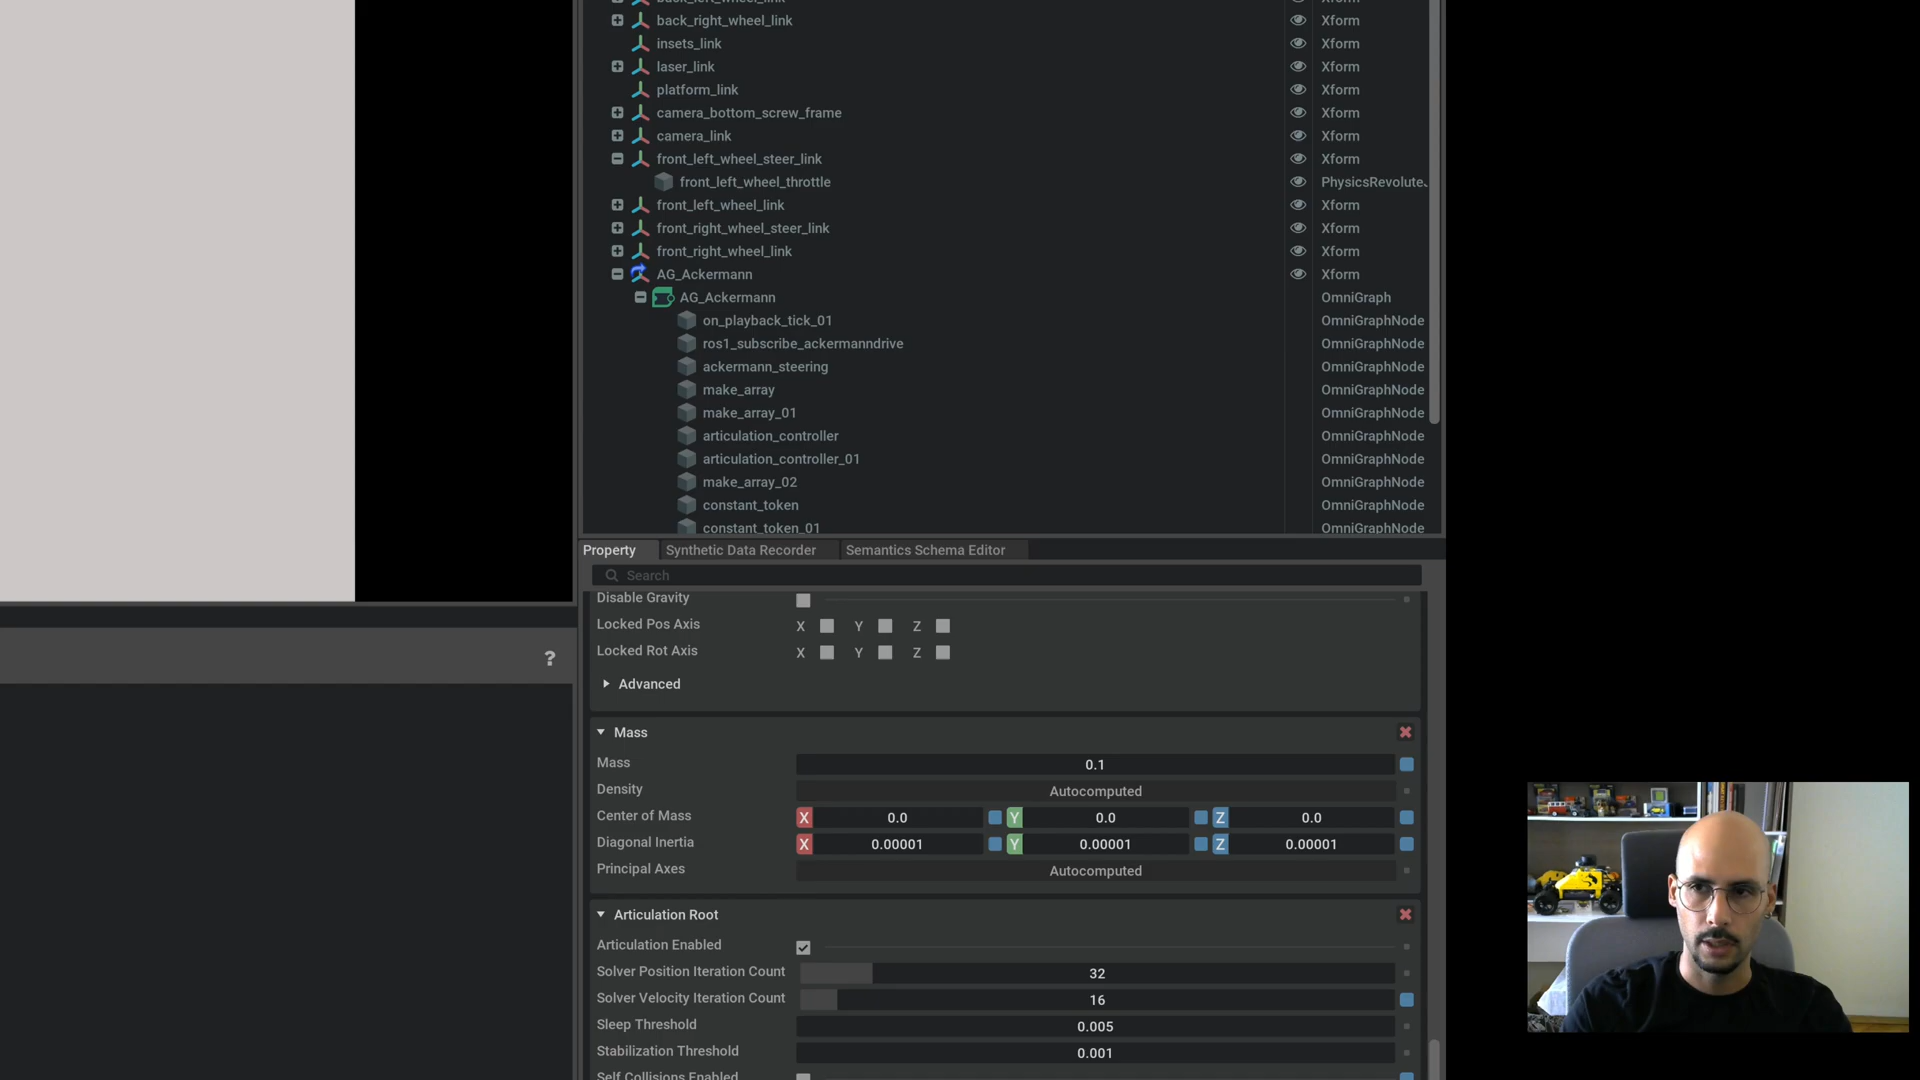 back_left_wheel_link
back_right_wheel_link Xform
insets_link Xform
laser_link Xform
platform_link Xform
camera_bottom_screw_frame Xform
camera_link Xform
front_left_wheel_steer_link Xform
front_left_wheel_throttle PhysicsRevolute
front_left_wheel_link Xform
front_right_wheel_steer_link Xform
front_right_wheel_link Xform
AG_Ackermann Xform
AG_Ackermann OmniGraph
on_playback_tick_01 OmniGraphNode
ros1_subscribe_ackermanndrive OmniGraphNode
ackermann_steering OmniGraphNode
make_array OmniGraphNode
make_array_01 OmniGraphNode
articulation_controller OmniGraphNode
articulation_controller_01 OmniGraphNode
make_array_02 OmniGraphNode
constant_token OmniGraphNode
constant_token_01 OmniGraphNode
Property Synthetic Data Recorder Semantics Schema Editor
Search
Disable Gravity
Locked Pos Axis X Y Z
Locked Rot Axis X Y Z
?
Advanced
Mass
Mass 0.1
Density Autocomputed
Center of Mass X 0.0 Y 0.0 Z 0.0
Diagonal Inertia X 0.00001 Y 0.00001 Z 0.00001
Principal Axes Autocomputed
Articulation Root
Articulation Enabled
Solver Position Iteration Count 32
Solver Velocity Iteration Count 16
Sleep Threshold 0.005
Stabilization Threshold 0.001
Self Collisions Enabled